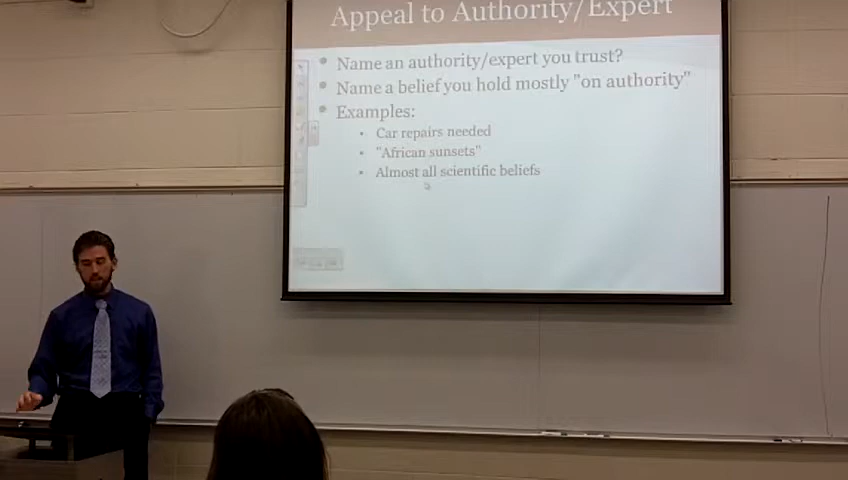 Appeal to Authority/Expert
Name an authority/expert you trust?
Name a belief you hold mostly "on authority"
Examples:
Car repairs needed
"African sunsets"
Almost all scientific beliefs